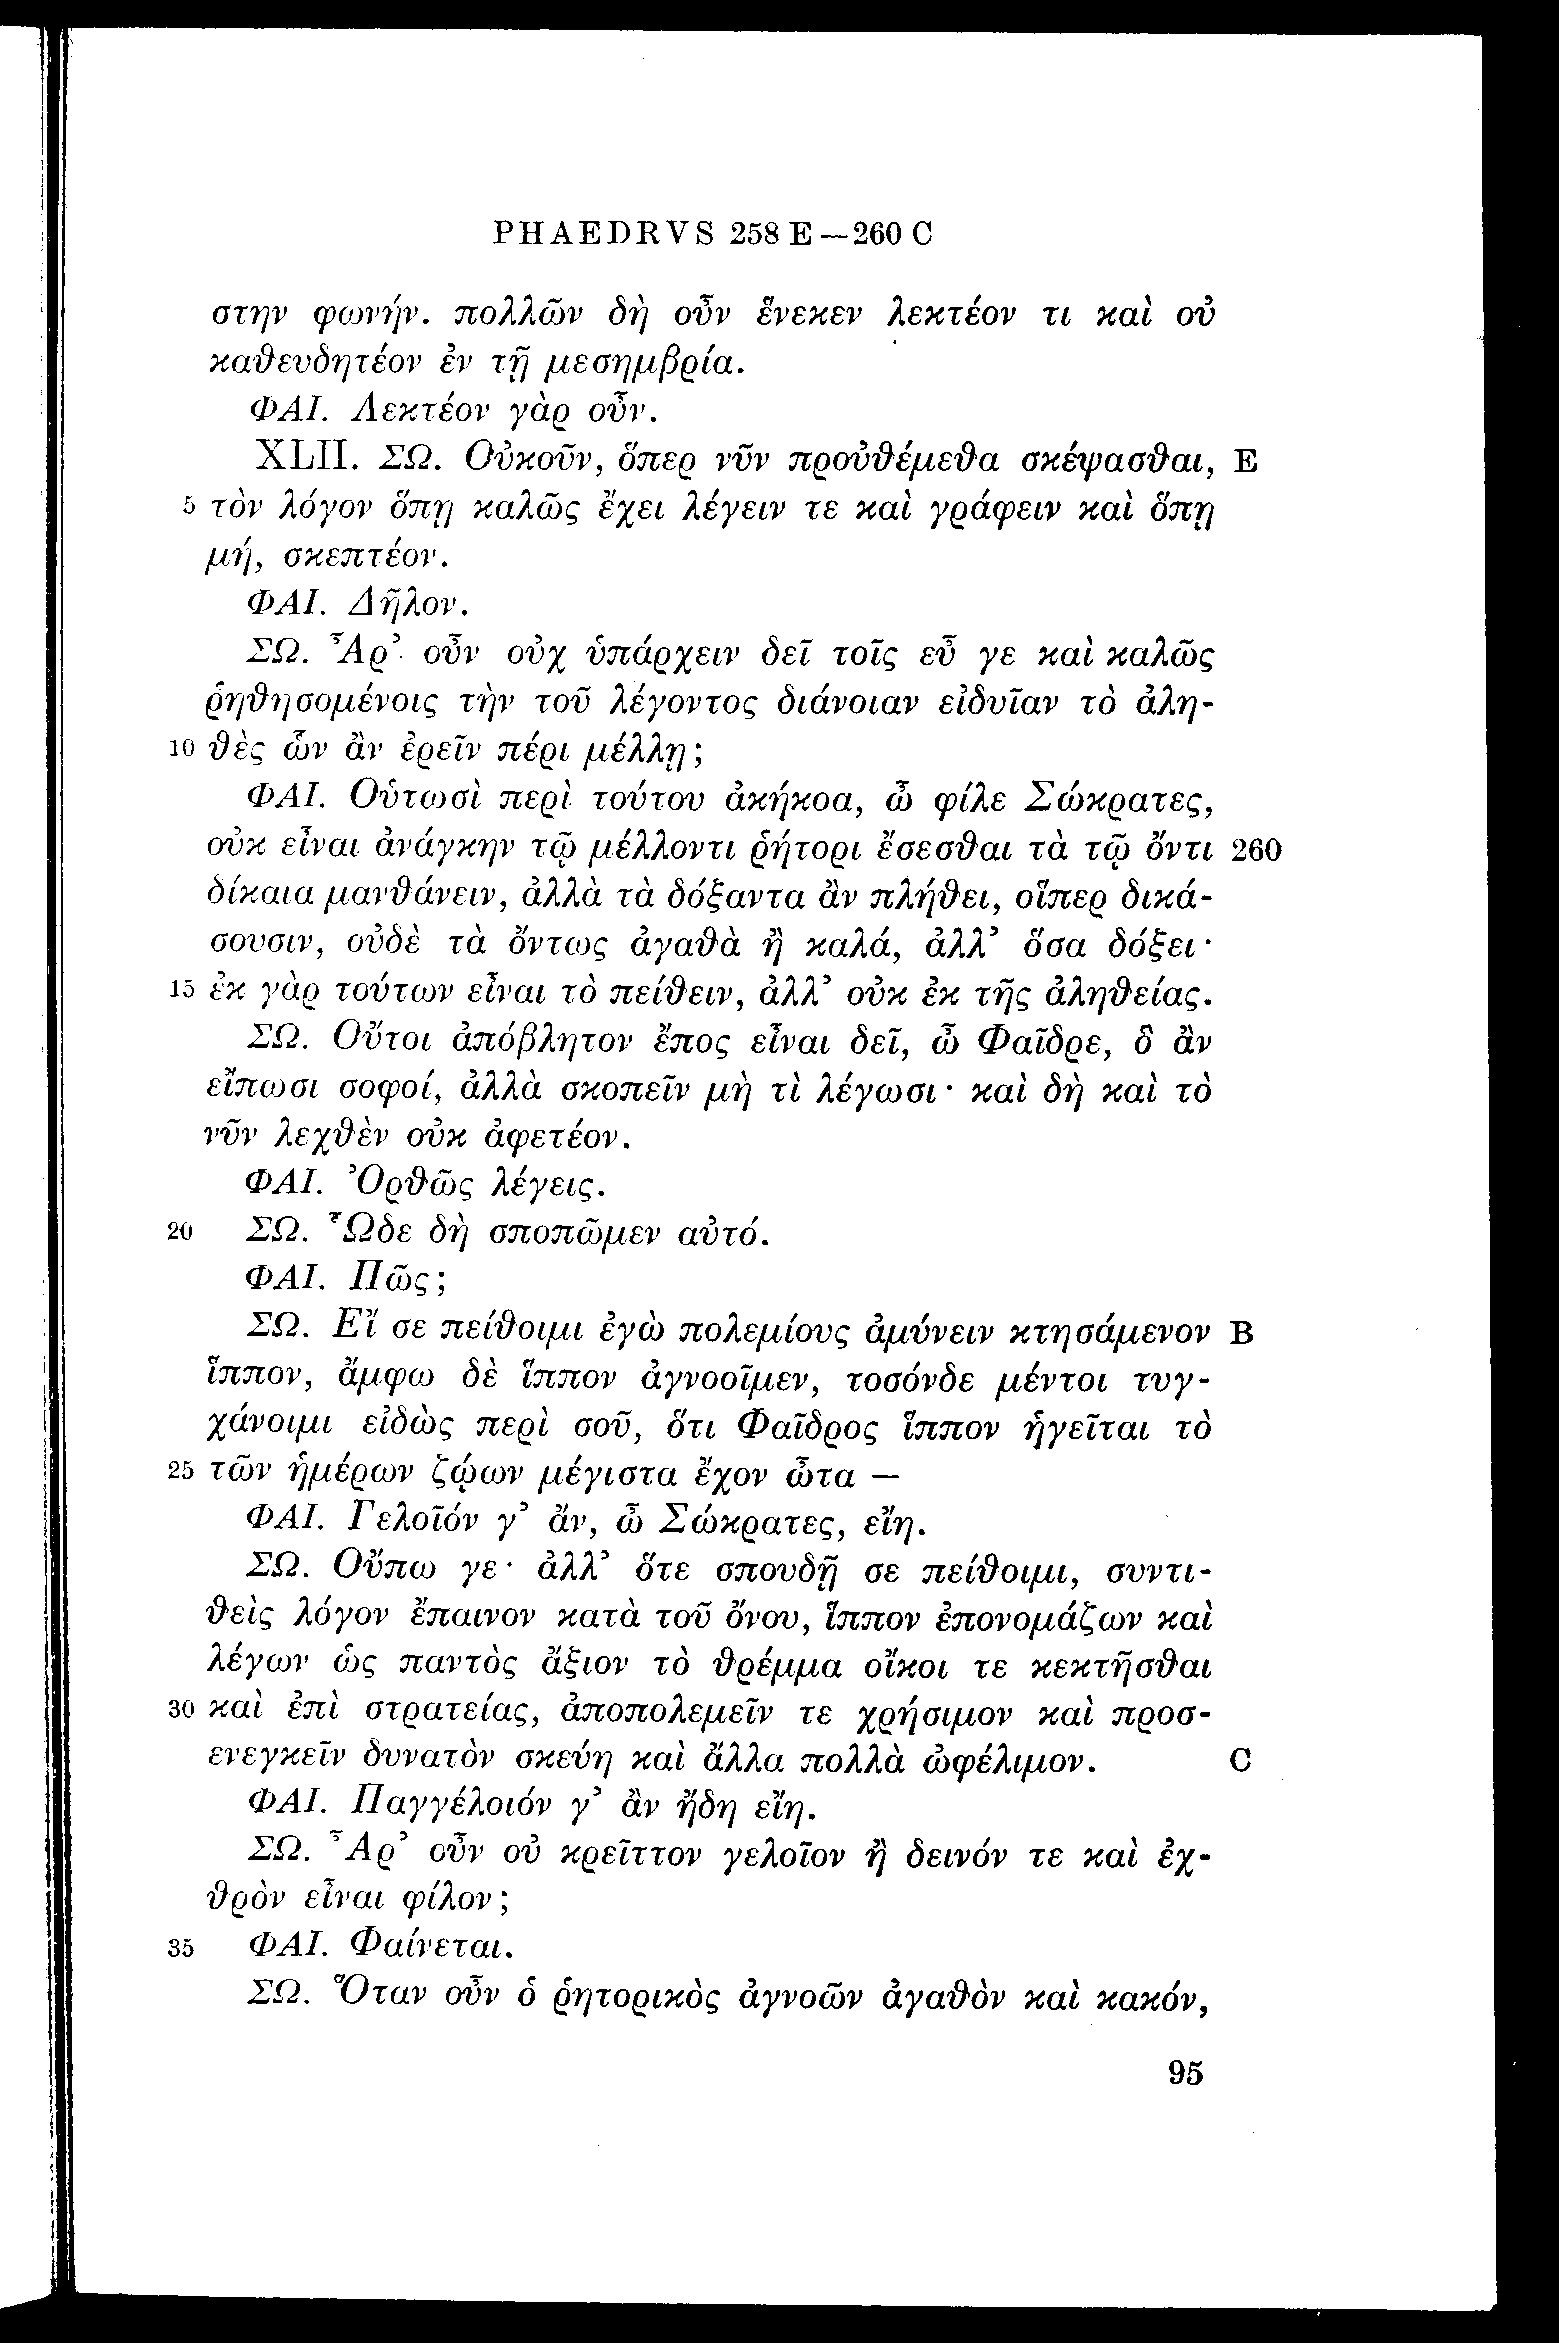 PHAEDRVS 258 E—260 C
στην φωνήν. πολλῶν δὴ οὖν ἕνεκεν λεκτέον τι καὶ οὐ
καθευδητέον ἐν τῇ μεσημβρία.
ΦΑΙ. Λεκτέον γὰρ οὖν.
XLII. ΣΩ. Οὐκοῦν, ὅπερ νῦν προὐθέμεθα σκέψασθαι, E
5 τὸν λόγον ὅπῃ καλῶς ἔχει λέγειν τε καὶ γράφειν καὶ ὅπῃ
μή, σκεπτέον.
ΦΑΙ. Δῆλον.
ΣΩ. Ἆρ’ οὖν οὐχ ὑπάρχειν δεῖ τοῖς εὖ γε καὶ καλῶς
ῥηθησομένοις τὴν τοῦ λέγοντος διάνοιαν εἰδυῖαν τὸ ἀλη-
10 θὲς ὧν ἂν ἐρεῖν πέρι μέλλῃ;
ΦΑΙ. Οὑτωσὶ περὶ τούτου ἀκήκοα, ὦ φίλε Σώκρατες,
οὐκ εἶναι ἀνάγκην τῷ μέλλοντι ῥήτορι ἔσεσθαι τὰ τῷ ὄντι 260
δίκαια μανθάνειν, ἀλλὰ τὰ δόξαντα ἂν πλήθει, οἵπερ δικά-
σουσιν, οὐδὲ τὰ ὄντως ἀγαθὰ ἢ καλά, ἀλλ’ ὅσα δόξει·
15 ἐκ γὰρ τούτων εἶναι τὸ πείθειν, ἀλλ’ οὐκ ἐκ τῆς ἀληθείας.
ΣΩ. Οὔτοι ἀπόβλητον ἔπος εἶναι δεῖ, ὦ Φαῖδρε, ὃ ἂν
εἴπωσι σοφοί, ἀλλὰ σκοπεῖν μὴ τὶ λέγωσι· καὶ δὴ καὶ τὸ
νῦν λεχθὲν οὐκ ἀφετέον.
ΦΑΙ. Ὀρθῶς λέγεις.
20 ΣΩ. Ὧδε δὴ σποπῶμεν αὐτό.
ΦΑΙ. Πῶς;
ΣΩ. Εἴ σε πείθοιμι ἐγὼ πολεμίους ἀμύνειν κτησάμενον B
ἵππον, ἄμφω δὲ ἵππον ἀγνοοῖμεν, τοσόνδε μέντοι τυγ-
χάνοιμι εἰδὼς περὶ σοῦ, ὅτι Φαῖδρος ἵππον ἡγεῖται τὸ
25 τῶν ἡμέρων ζῴων μέγιστα ἔχον ὦτα —
ΦΑΙ. Γελοῖόν γ’ ἄν, ὦ Σώκρατες, εἴη.
ΣΩ. Οὔπω γε· ἀλλ’ ὅτε σπουδῇ σε πείθοιμι, συντι-
θεὶς λόγον ἔπαινον κατὰ τοῦ ὄνου, ἵππον ἐπονομάζων καὶ
λέγων ὡς παντὸς ἄξιον τὸ θρέμμα οἴκοι τε κεκτῆσθαι
30 καὶ ἐπὶ στρατείας, ἀποπολεμεῖν τε χρήσιμον καὶ προσ-
ενεγκεῖν δυνατὸν σκεύη καὶ ἄλλα πολλὰ ὠφέλιμον. C
ΦΑΙ. Παγγέλοιόν γ’ ἂν ἤδη εἴη.
ΣΩ. Ἆρ’ οὖν οὐ κρεῖττον γελοῖον ἢ δεινόν τε καὶ ἐχ-
θρὸν εἶναι φίλον;
35 ΦΑΙ. Φαίνεται.
ΣΩ. Ὅταν οὖν ὁ ῥητορικὸς ἀγνοῶν ἀγαθὸν καὶ κακόν,
95